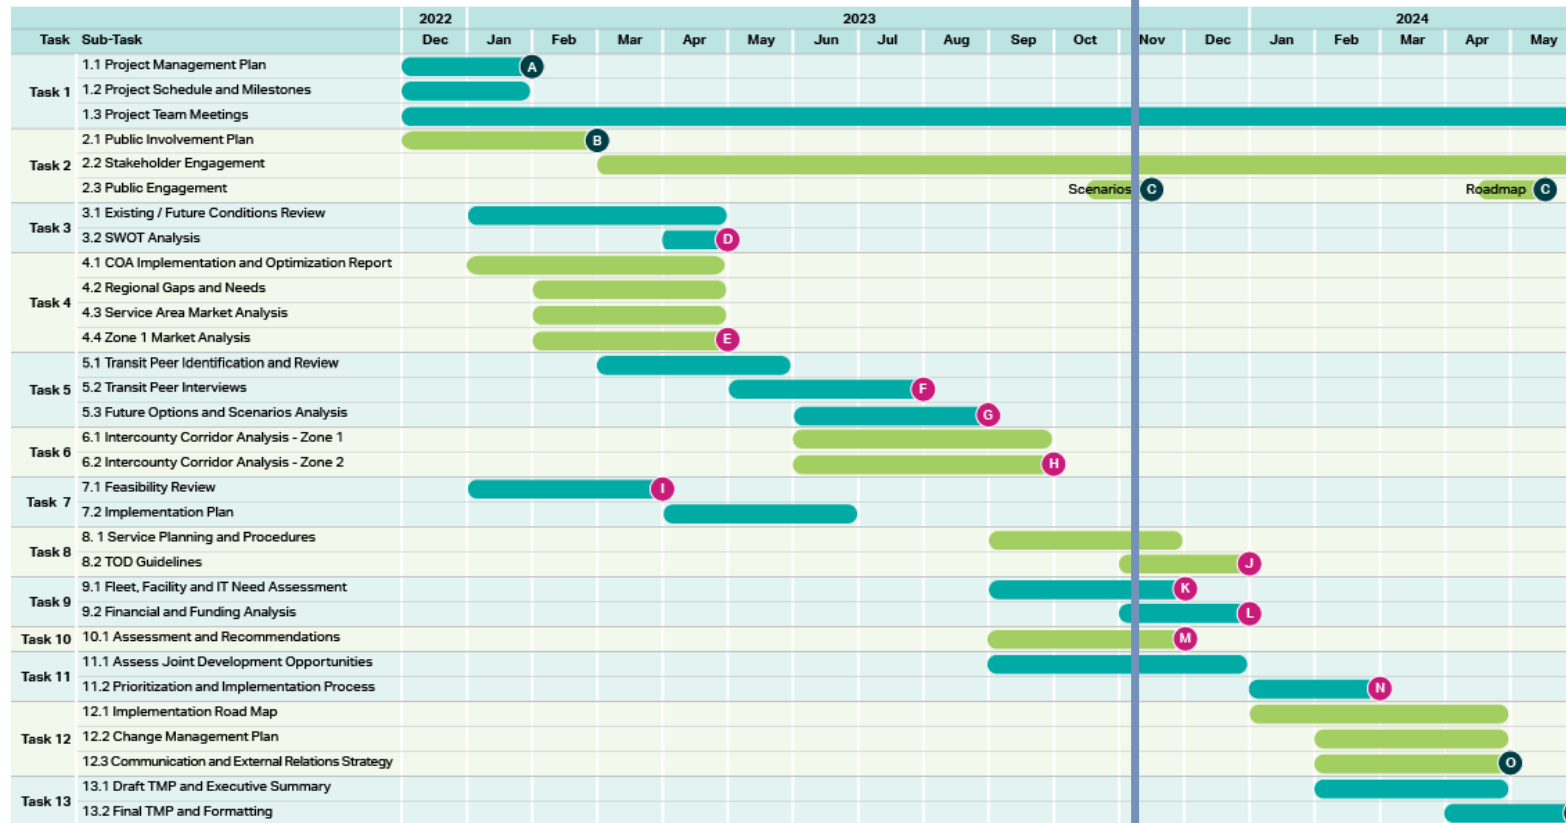 2022 2023 2024
Task Sub-Task Dec Jan Feb Mar Apr May Jun Jul Aug Sep Oct Nov Dec Jan Feb Mar Apr May
Task 1
1.1 Project Management Plan A
1.2 Project Schedule and Milestones
1.3 Project Team Meetings
Task 2
2.1 Public Involvement Plan B
2.2 Stakeholder Engagement
2.3 Public Engagement Scenarios C Roadmap C
Task 3
3.1 Existing / Future Conditions Review
3.2 SWOT Analysis D
Task 4
4.1 COA Implementation and Optimization Report
4.2 Regional Gaps and Needs
4.3 Service Area Market Analysis
4.4 Zone 1 Market Analysis E
Task 5
5.1 Transit Peer Identification and Review
5.2 Transit Peer Interviews F
5.3 Future Options and Scenarios Analysis G
Task 6
6.1 Intercounty Corridor Analysis - Zone 1
6.2 Intercounty Corridor Analysis - Zone 2 H
Task 7
7.1 Feasibility Review I
7.2 Implementation Plan
Task 8
8. 1 Service Planning and Procedures
8.2 TOD Guidelines J
Task 9
9.1 Fleet, Facility and IT Need Assessment K
9.2 Financial and Funding Analysis L
Task 10 10.1 Assessment and Recommendations M
Task 11
11.1 Assess Joint Development Opportunities
11.2 Prioritization and Implementation Process N
Task 12
12.1 Implementation Road Map
12.2 Change Management Plan
12.3 Communication and External Relations Strategy O
Task 13
13.1 Draft TMP and Executive Summary
13.2 Final TMP and Formatting